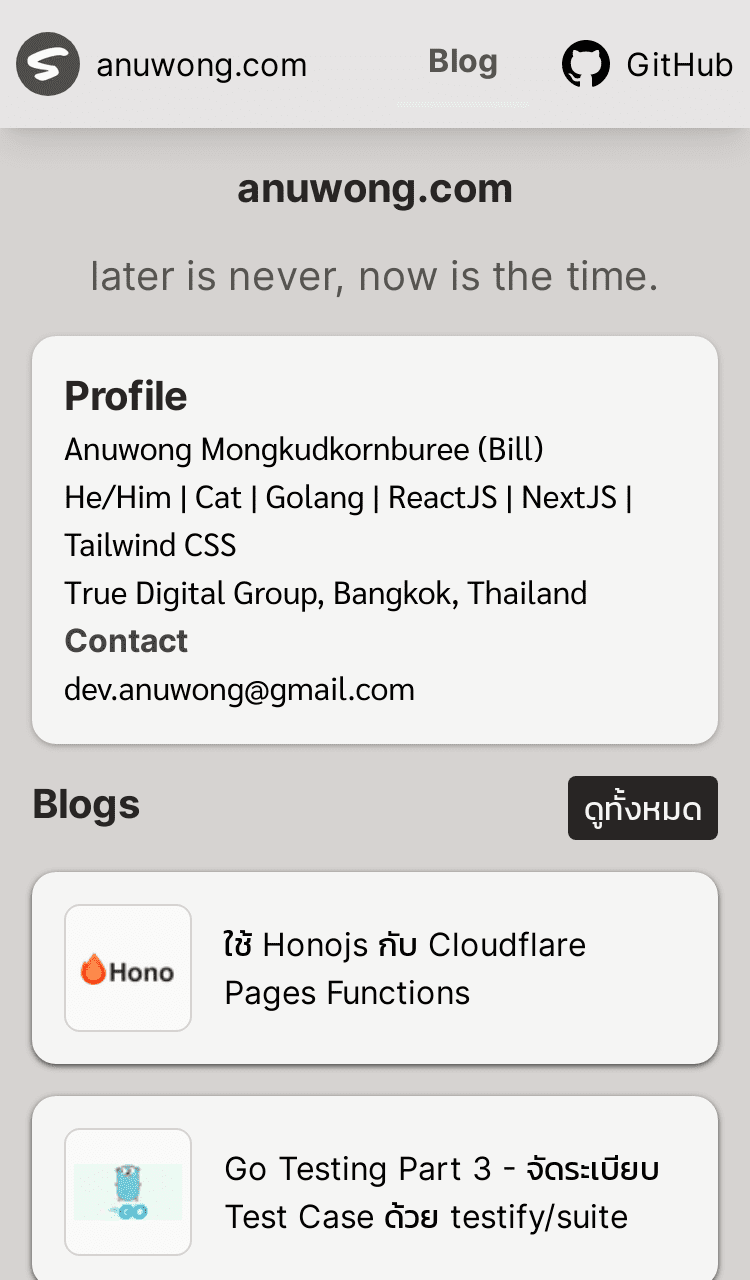 anuwong.com
Blog
GitHub
anuwong.com
later is never, now is the time.
Profile
Anuwong Mongkudkornburee (Bill)
He/Him | Cat | Golang | ReactJS | NextJS |
Tailwind CSS
True Digital Group, Bangkok, Thailand
Contact
dev.anuwong@gmail.com
Blogs
ดูทั้งหมด
Hono
ใช้ Honojs กับ Cloudflare
Pages Functions
GO
Go Testing Part 3 - จัดระเบียบ
Test Case ด้วย testify/suite